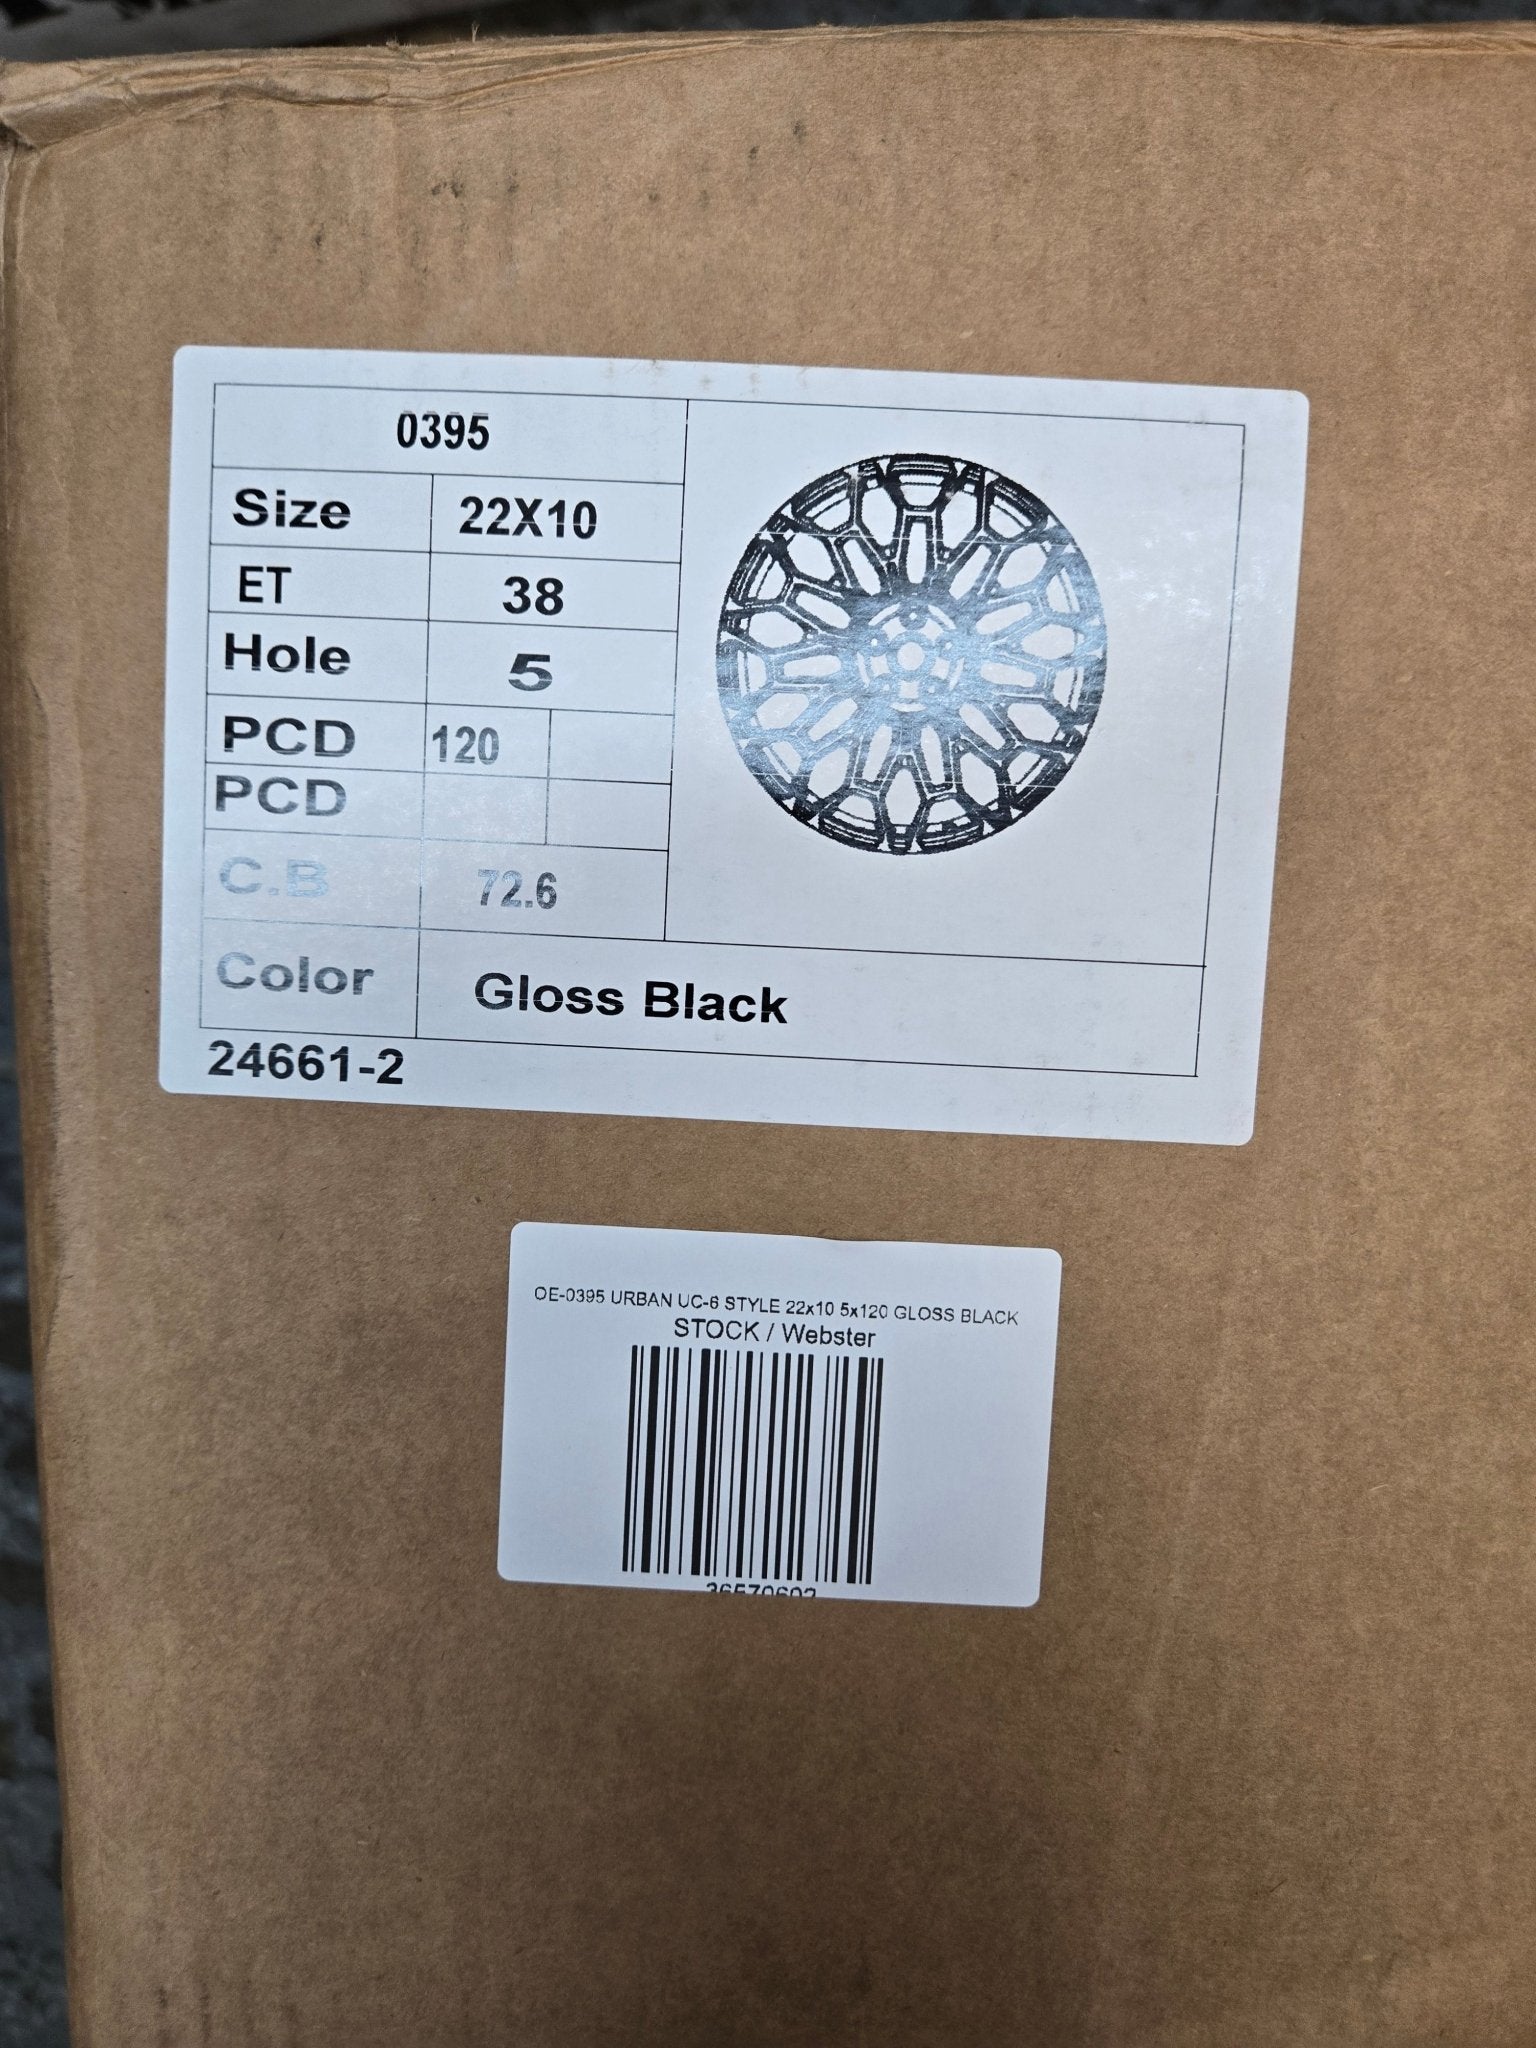 0395
Size 22X10
ET 38
Hole 5
PCD 120
PCD
C.B 72.6
Color Gloss Black
24661-2
OE-0395 URBAN UC-6 STYLE 22x10 5x120 GLOSS BLACK
STOCK / Webster